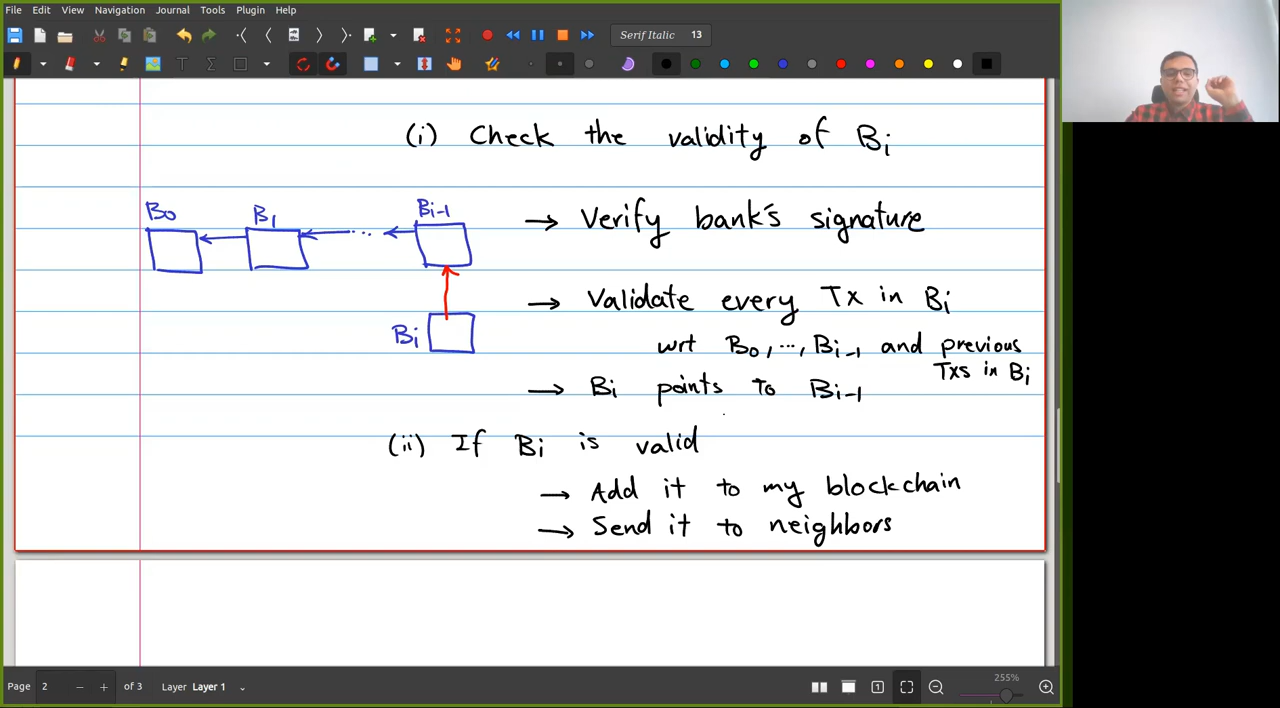 File Edit View Navigation Journal Tools Plugin Help
Serif Italic 13
(i) Check the validity of Bi
B0 B1 Bi-1
→ Verify bank's signature
→ Validate every Tx in Bi
Bi
wrt B0, ..., Bi-1 and previous
Txs in Bi
→ Bi points to Bi-1
(ii) If Bi is valid
→ Add it to my blockchain
→ Send it to neighbors
Page 2 − + of 3 Layer Layer 1
255%